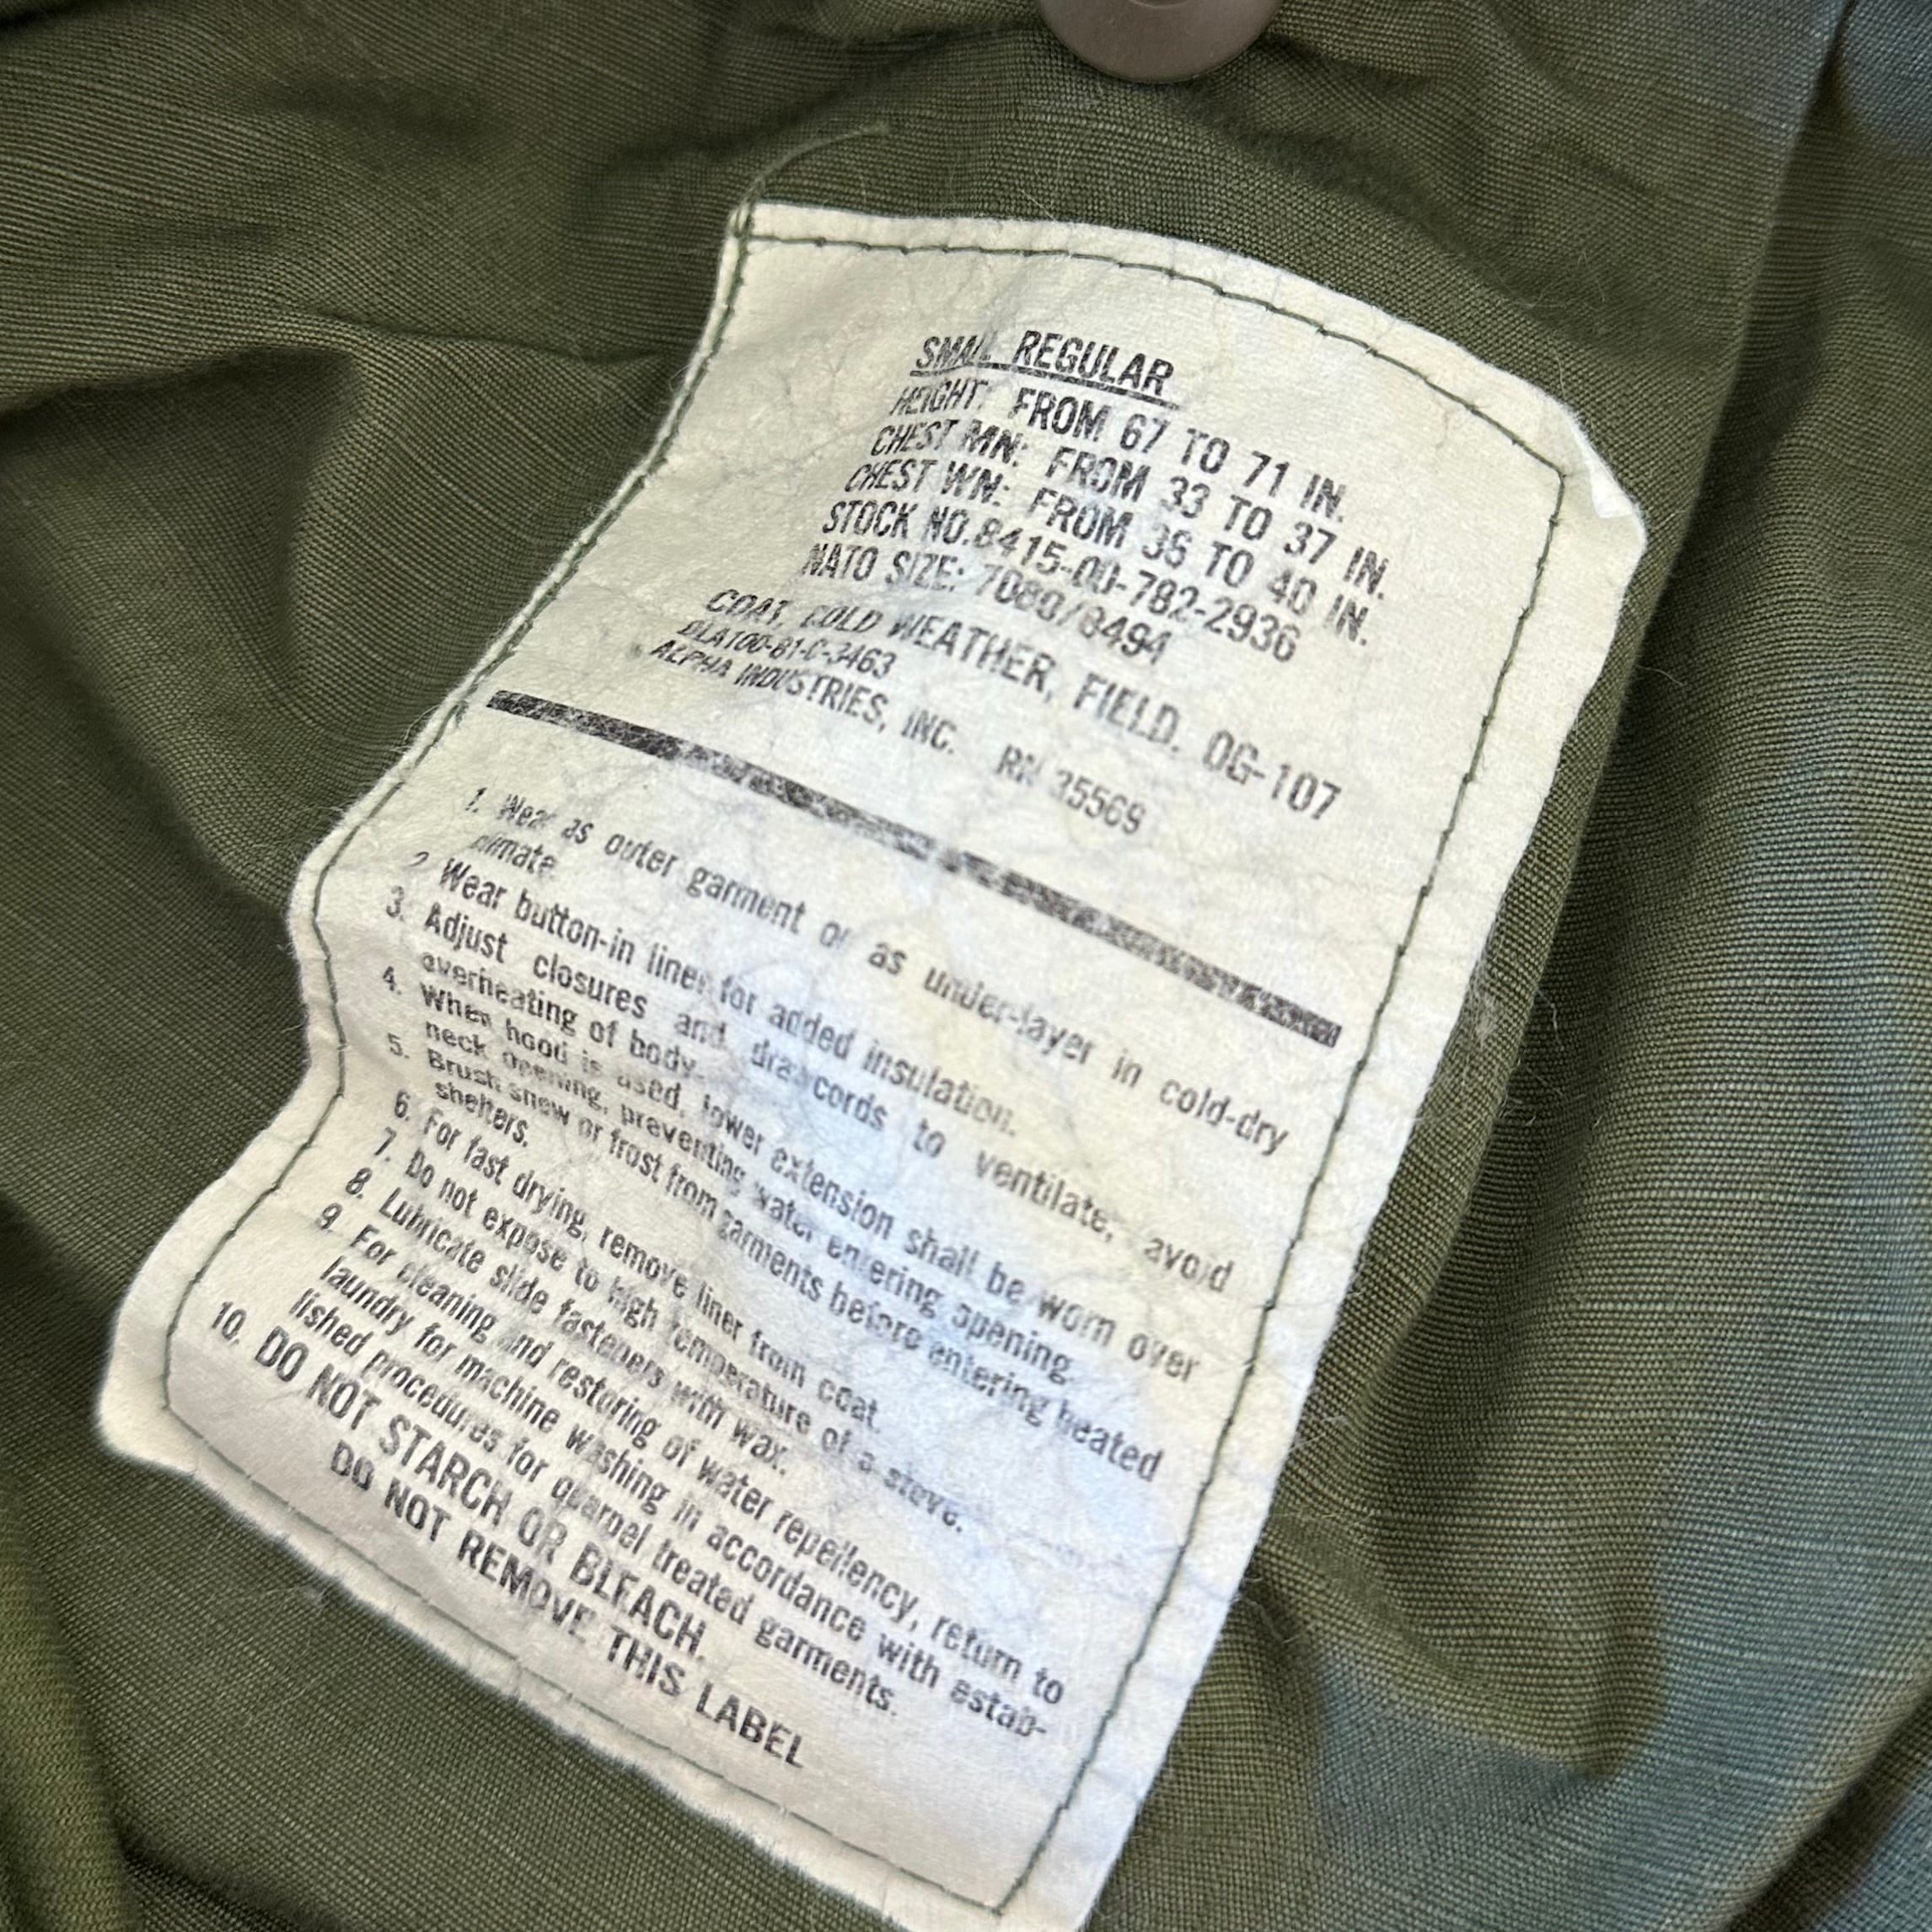 SMALL REGULAR
HEIGHT: FROM 67 TO 71 IN.
CHEST MN: FROM 33 TO 37 IN.
CHEST WN: FROM 36 TO 40 IN.
STOCK NO.8415-00-782-2936
NATO SIZE: 7080/8494
COAT, COLD WEATHER, FIELD, OG-107
DLA100-81-C-3463
ALPHA INDUSTRIES, INC. RN 35569
1. Wear as outer garment or as under-layer in cold-dry
climate
2. Wear button-in liner for added insulation.
3. Adjust closures and drawcords to ventilate, avoid
overheating of body.
4. When hood is used, lower extension shall be worn over
neck opening, preventing water entering opening.
5. Brush snow or frost from garments before entering heated
shelters.
6. For fast drying, remove liner from coat.
7. Do not expose to high temperature of a stove.
8. Lubricate slide fasteners with wax.
9. For cleaning and restoring of water repellency, return to
laundry for machine washing in accordance with estab-
lished procedures for quarpel treated garments.
10. DO NOT STARCH OR BLEACH.
DO NOT REMOVE THIS LABEL